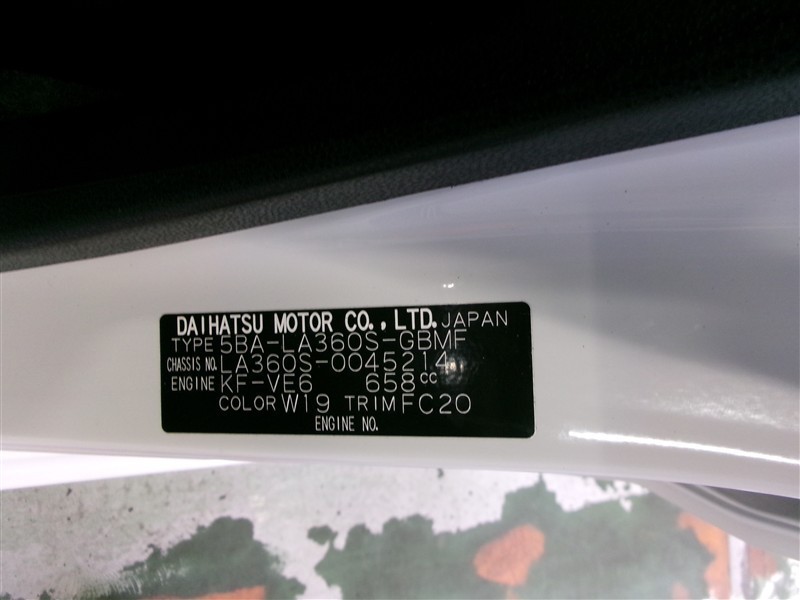 DAIHATSU MOTOR CO., LTD. JAPAN
TYPE 5BA-LA360S-GBMF
CHASSIS NO. LA360S-0045214
ENGINE KF-VE6 658cc
COLOR W19 TRIM FC20
ENGINE NO.